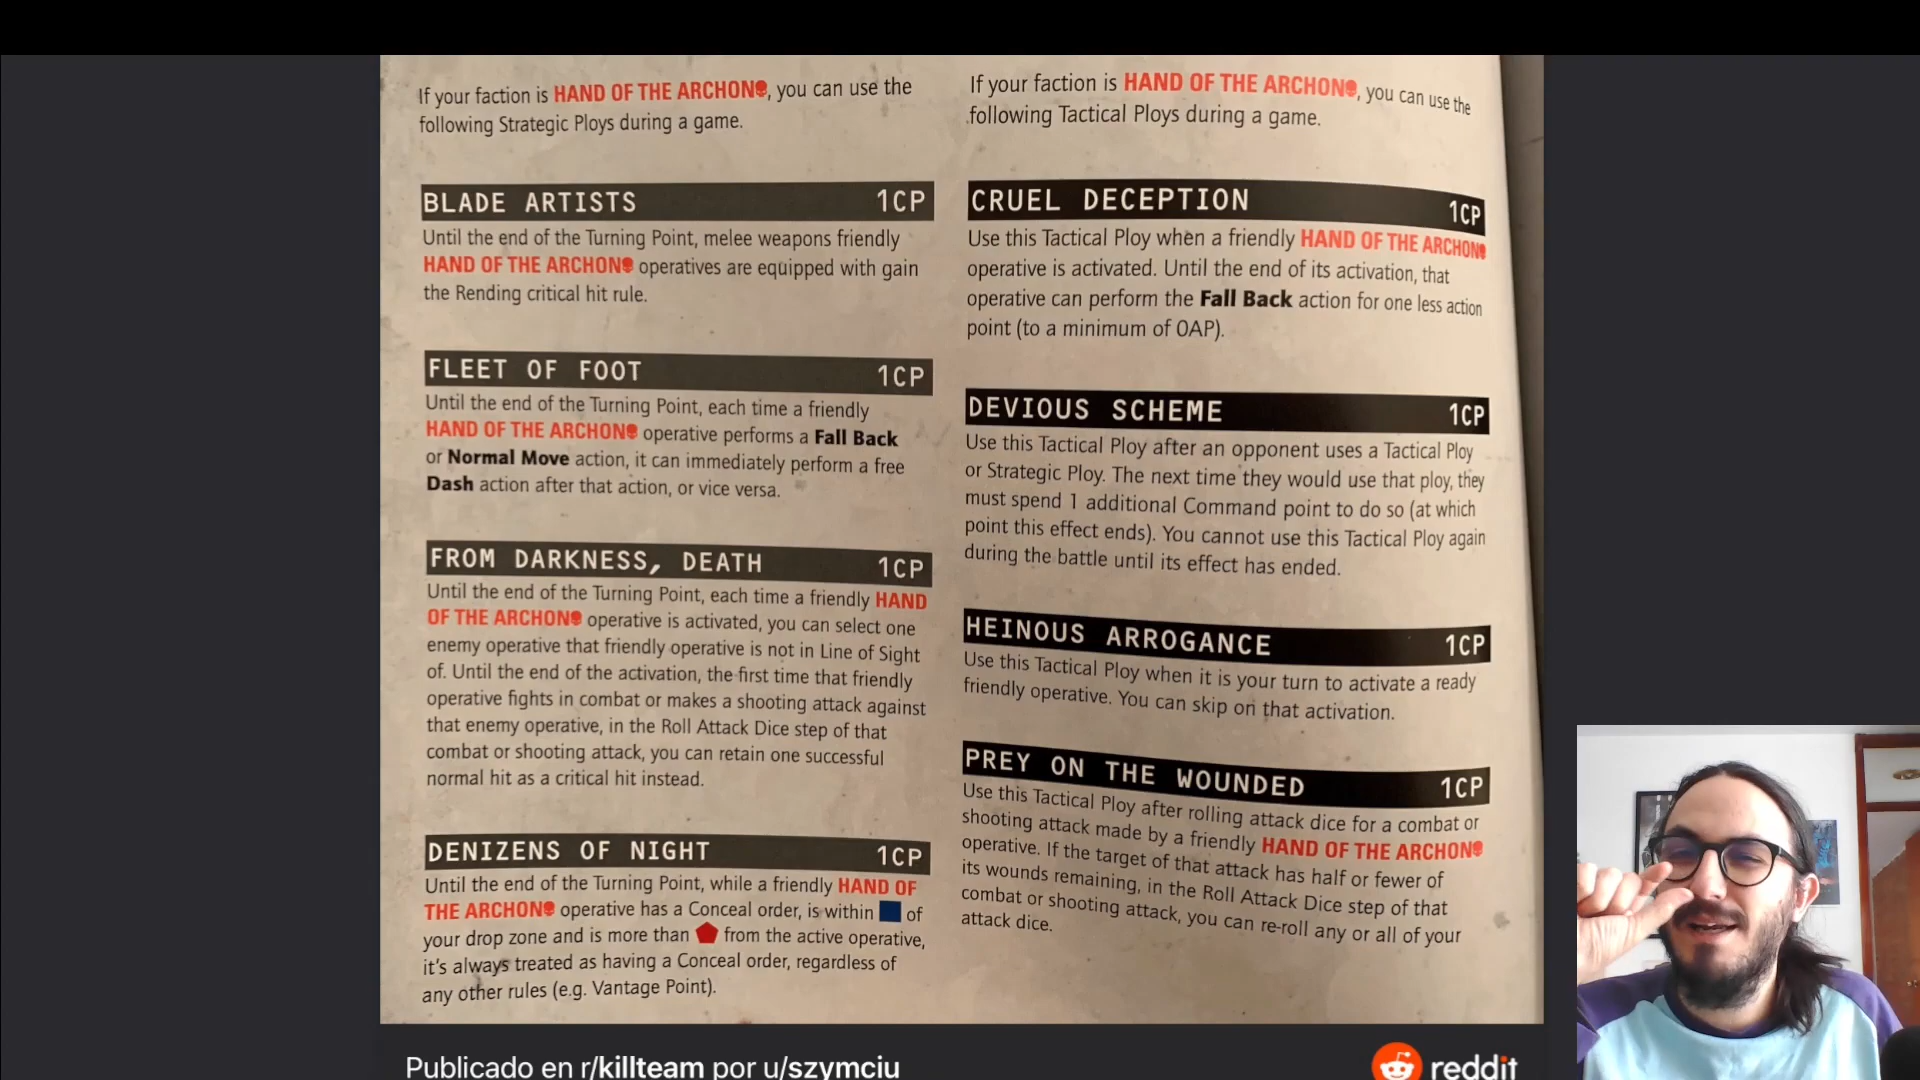 If your faction is HAND OF THE ARCHON, you can use the
following Strategic Ploys during a game.
BLADE ARTISTS 1CP
Until the end of the Turning Point, melee weapons friendly
HAND OF THE ARCHON operatives are equipped with gain
the Rending critical hit rule.
FLEET OF FOOT 1CP
Until the end of the Turning Point, each time a friendly
HAND OF THE ARCHON operative performs a Fall Back
or Normal Move action, it can immediately perform a free
Dash action after that action, or vice versa.
FROM DARKNESS, DEATH 1CP
Until the end of the Turning Point, each time a friendly HAND
OF THE ARCHON operative is activated, you can select one
enemy operative that friendly operative is not in Line of Sight
of. Until the end of the activation, the first time that friendly
operative fights in combat or makes a shooting attack against
that enemy operative, in the Roll Attack Dice step of that
combat or shooting attack, you can retain one successful
normal hit as a critical hit instead.
DENIZENS OF NIGHT 1CP
Until the end of the Turning Point, while a friendly HAND OF
THE ARCHON operative has a Conceal order, is within of
your drop zone and is more than from the active operative,
it's always treated as having a Conceal order, regardless of
any other rules (e.g. Vantage Point).
If your faction is HAND OF THE ARCHON, you can use the
following Tactical Ploys during a game.
CRUEL DECEPTION 1CP
Use this Tactical Ploy when a friendly HAND OF THE ARCHON
operative is activated. Until the end of its activation, that
operative can perform the Fall Back action for one less action
point (to a minimum of 0AP).
DEVIOUS SCHEME 1CP
Use this Tactical Ploy after an opponent uses a Tactical Ploy
or Strategic Ploy. The next time they would use that ploy, they
must spend 1 additional Command point to do so (at which
point this effect ends). You cannot use this Tactical Ploy again
during the battle until its effect has ended.
HEINOUS ARROGANCE 1CP
Use this Tactical Ploy when it is your turn to activate a ready
friendly operative. You can skip on that activation.
PREY ON THE WOUNDED 1CP
Use this Tactical Ploy after rolling attack dice for a combat or
shooting attack made by a friendly HAND OF THE ARCHON
operative. If the target of that attack has half or fewer of
its wounds remaining, in the Roll Attack Dice step of that
combat or shooting attack, you can re-roll any or all of your
attack dice.
Publicado en r/killteam por u/szymciu
reddit